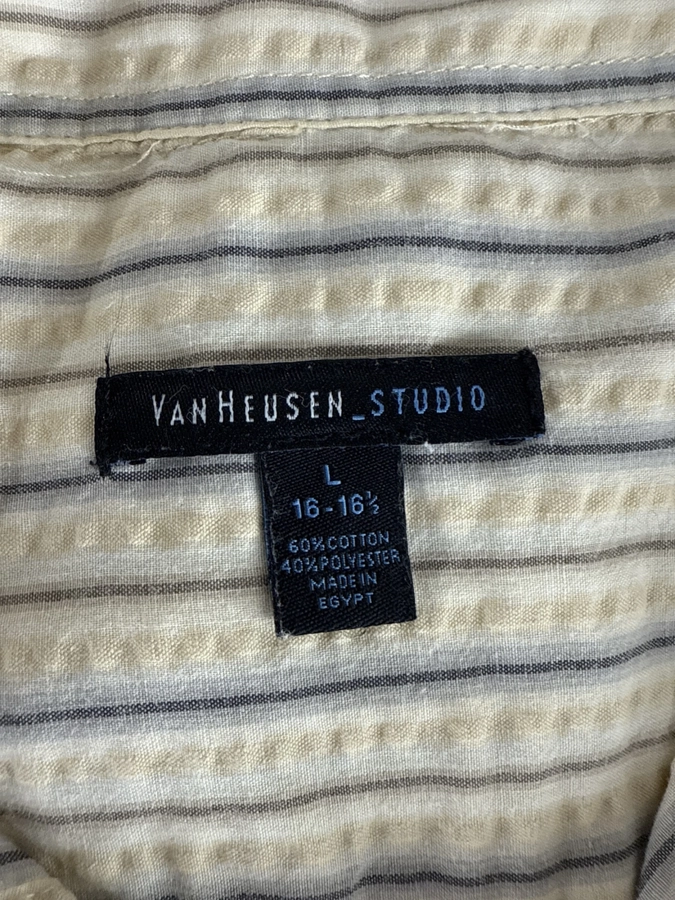 VAN HEUSEN_STUDIO
L
16-16½
60% COTTON
40% POLYESTER
MADE IN
EGYPT